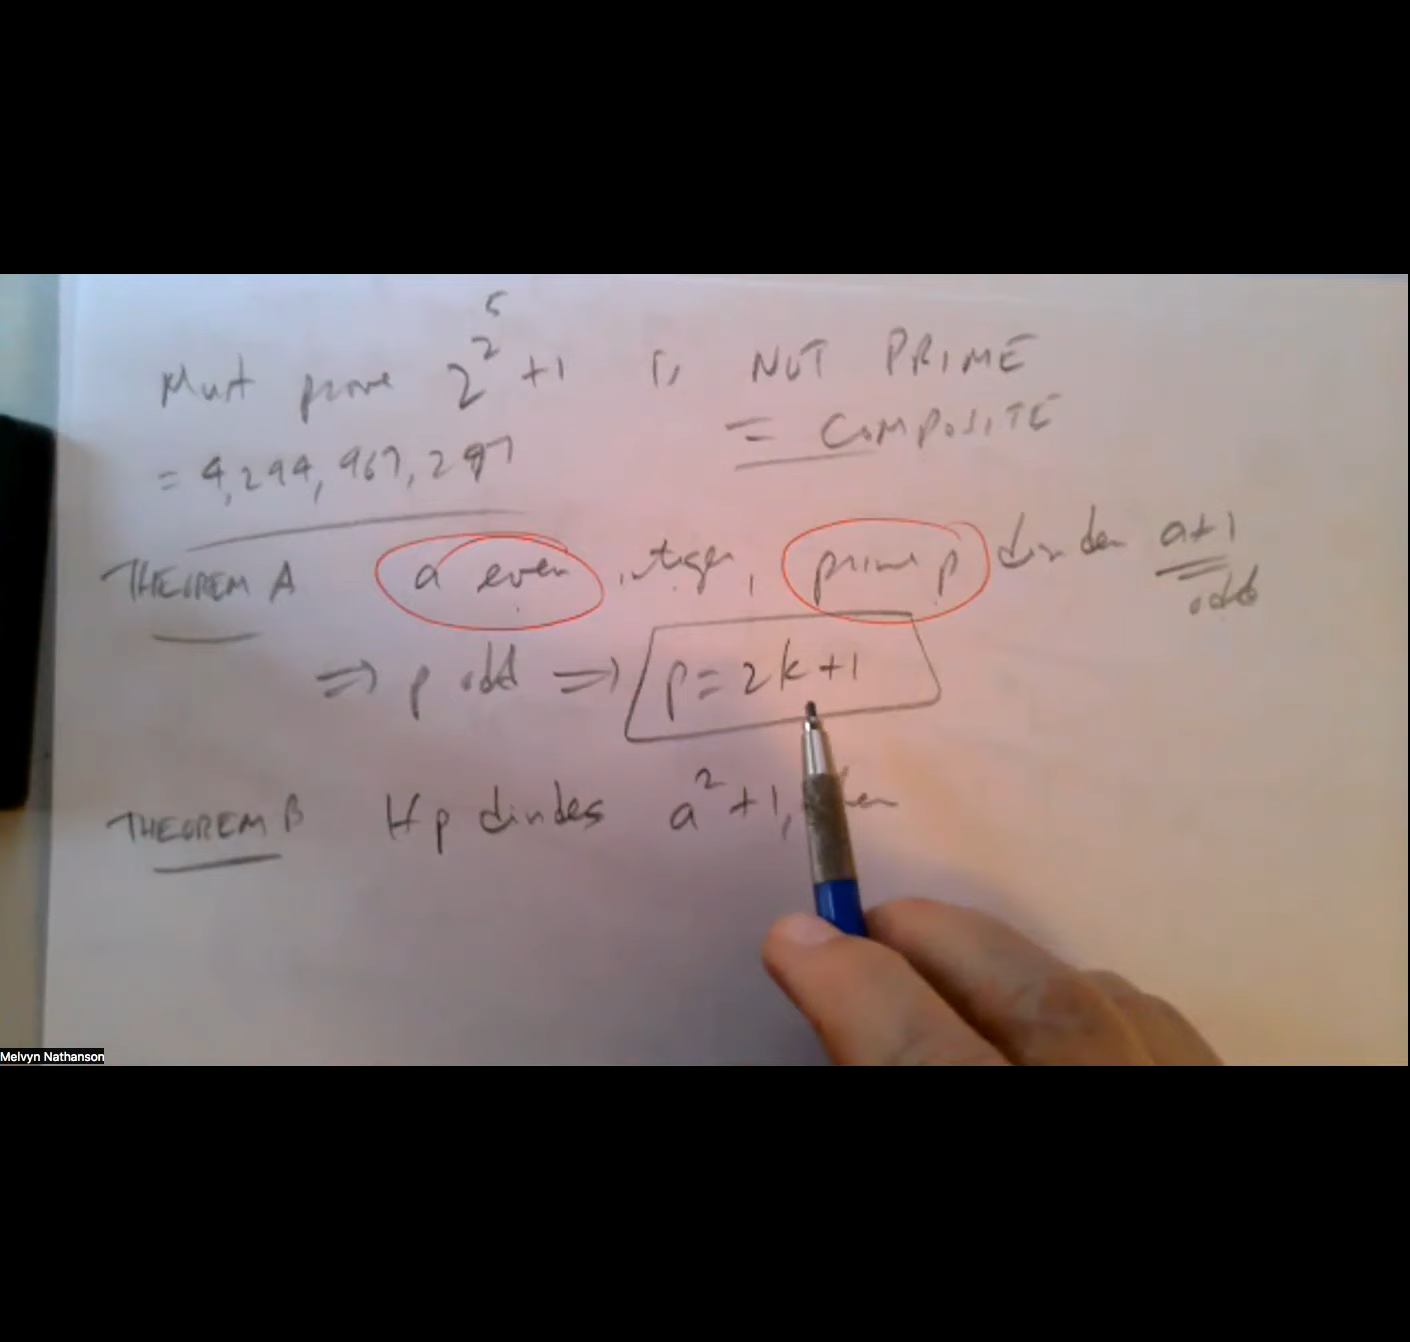 Must prove 2^2^5 +1 is NOT PRIME
= 4,294,967,297 = COMPOSITE
THEOREM A a even integer, prime p divides a+1
odd
⇒ p odd ⇒ p = 2k+1
THEOREM B If p divides a^2+1, then
Melvyn Nathanson